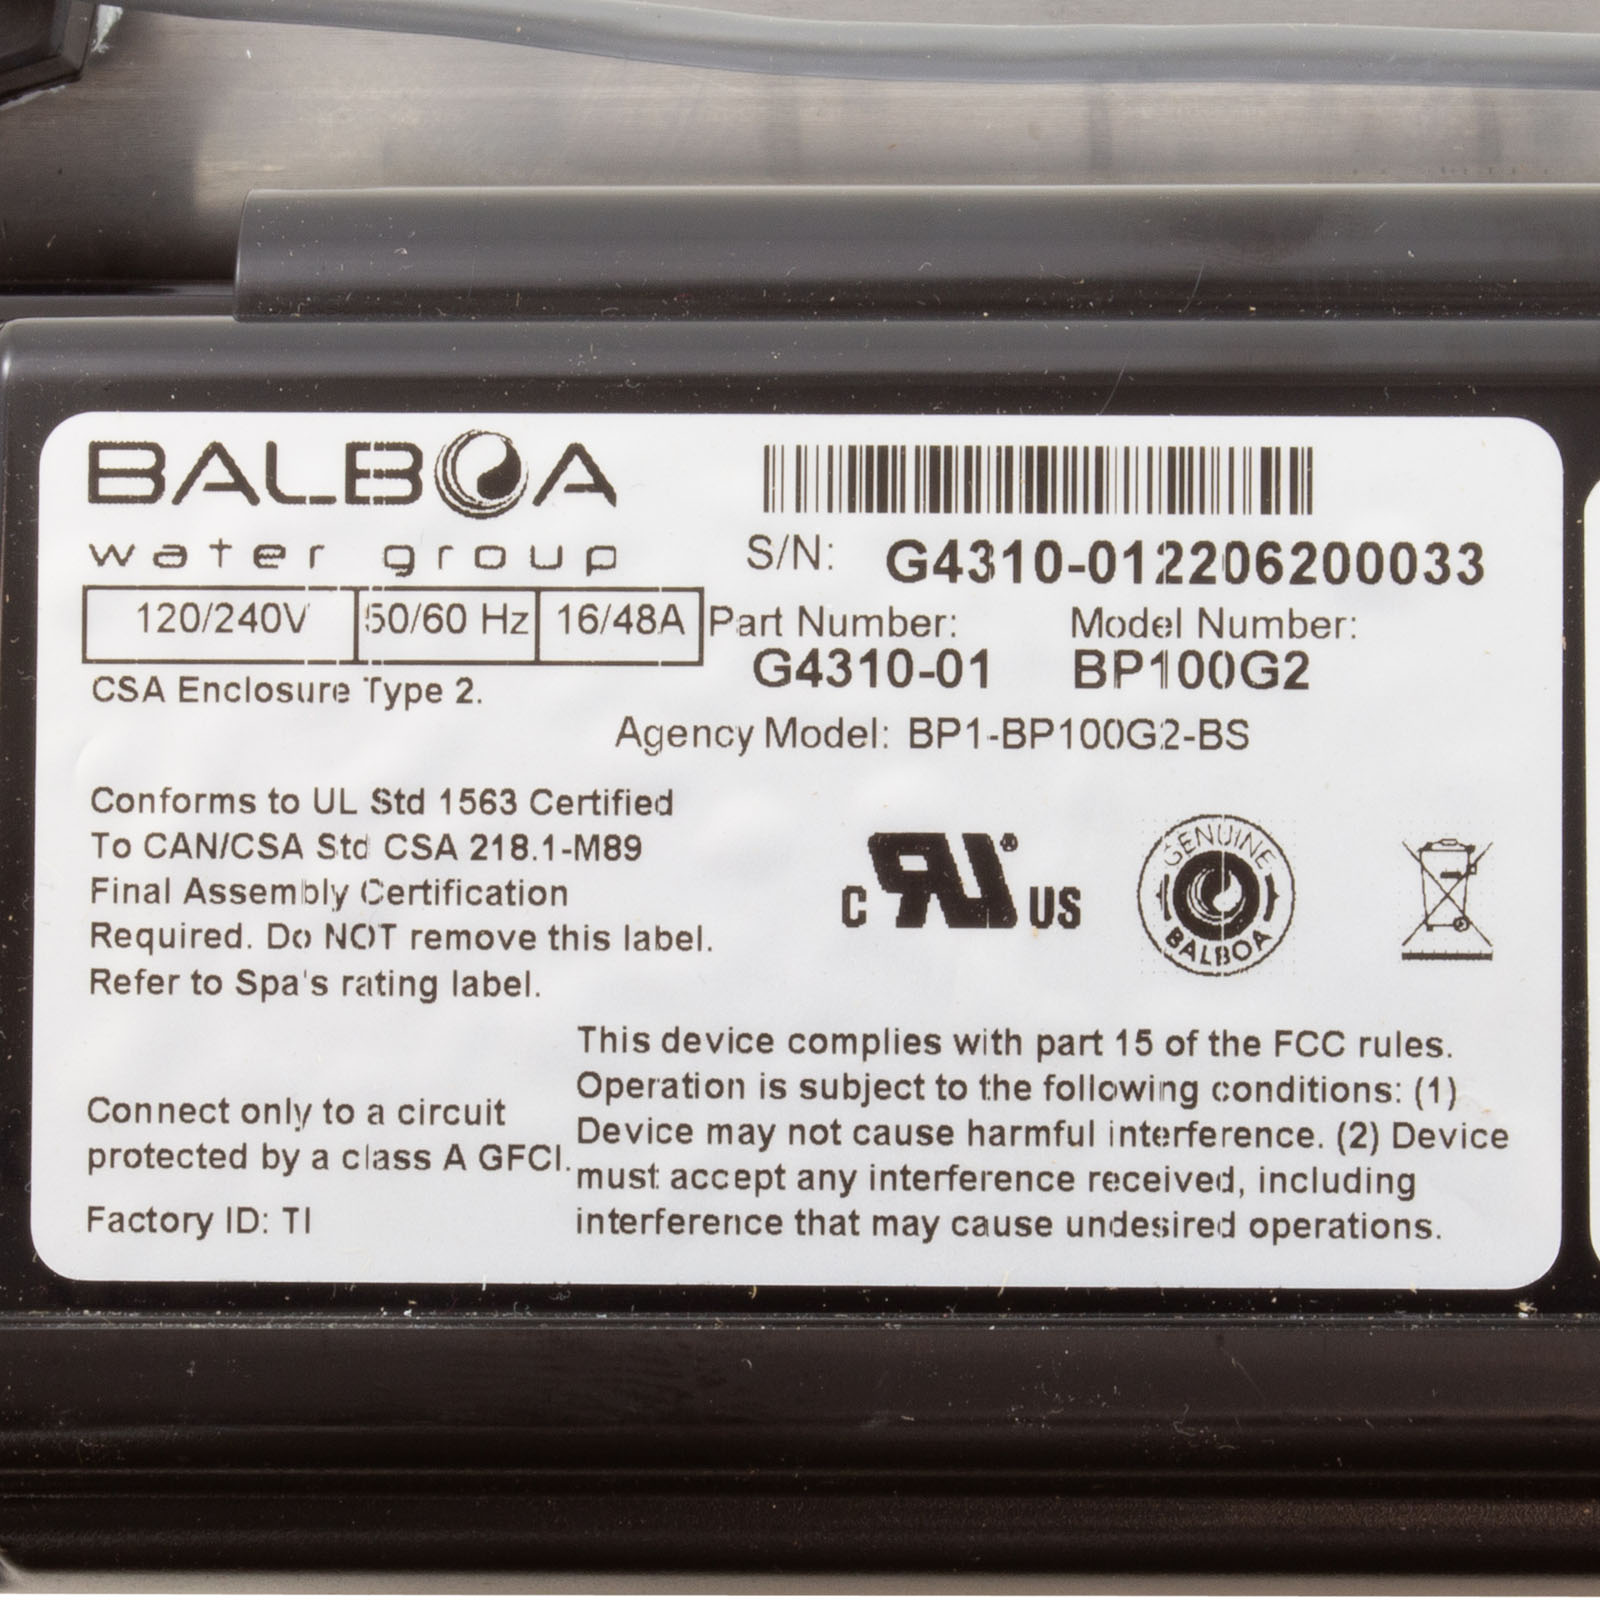 BALBOA
water group
S/N: G4310-012206200033
120/240V 50/60 Hz 16/48A
Part Number: Model Number:
G4310-01 BP100G2
CSA Enclosure Type 2.
Agency Model: BP1-BP100G2-BS
Conforms to UL Std 1563 Certified
To CAN/CSA Std CSA 218.1-M89
Final Assembly Certification
Required. Do NOT remove this label.
Refer to Spa's rating label.
C RU® US
GENUINE
BALBOA
Connect only to a circuit
protected by a class A GFCI.
Factory ID: TI
This device complies with part 15 of the FCC rules.
Operation is subject to the following conditions: (1)
Device may not cause harmful interference. (2) Device
must accept any interference received, including
interference that may cause undesired operations.